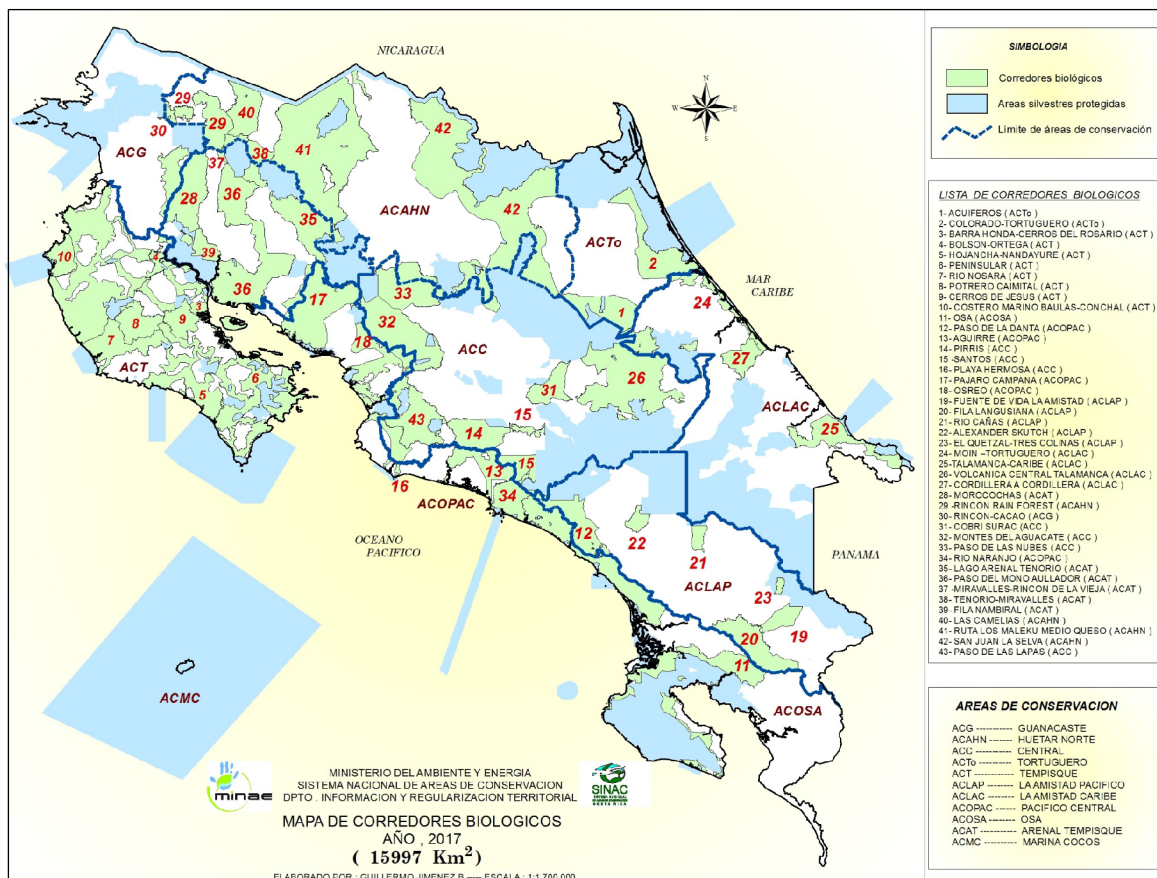 NICARAGUA
29
40
29
30
42
41
38
ACG
37
28
36
42
ACAHN
35
ACTo
10
4
39
2
MAR
CARIBE
36
33
24
17
3
1
32
8
9
ACC
7
18
27
ACT
6
26
31
5
43
15
ACLAC
14
25
13
15
16
34
ACOPAC
OCEANO
PACIFICO
12
22
21
PANAMA
ACLAP
23
20
19
11
ACMC
ACOSA
N
W
E
S
minae
MINISTERIO DEL AMBIENTE Y ENERGIA
SISTEMA NACIONAL DE AREAS DE CONSERVACION
DPTO . INFORMACION Y REGULARIZACION TERRITORIAL
SINAC
MAPA DE CORREDORES BIOLOGICOS
AÑO , 2017
( 15997 Km²)
ELABORADO POR : GUILLERMO JIMENEZ B ---- ESCALA : 1:1.700.000
SIMBOLOGIA
Corredores biológicos
Areas silvestres protegidas
Límite de áreas de conservación
LISTA DE CORREDORES BIOLOGICOS
1- ACUIFEROS ( ACTo )
2- COLORADO-TORTUGUERO ( ACTo )
3- BARRA HONDA-CERROS DEL ROSARIO ( ACT )
4- BOLSON-ORTEGA ( ACT )
5- HOJANCHA-NANDAYURE ( ACT )
6- PENINSULAR ( ACT )
7- RIO NOSARA ( ACT )
8- POTRERO CAIMITAL ( ACT )
9- CERROS DE JESUS ( ACT )
10- COSTERO MARINO BAULAS-CONCHAL ( ACT )
11- OSA ( ACOSA )
12- PASO DE LA DANTA ( ACOPAC )
13- AGUIRRE ( ACOPAC )
14- PIRRIS ( ACC )
15- SANTOS ( ACC )
16- PLAYA HERMOSA ( ACC )
17- PAJARO CAMPANA ( ACOPAC )
18- OSREO ( ACOPAC )
19- FUENTE DE VIDA LA AMISTAD ( ACLAP )
20- FILA LANGUSIANA ( ACLAP )
21- RIO CAÑAS ( ACLAP )
22- ALEXANDER SKUTCH ( ACLAP )
23- EL QUETZAL-TRES COLINAS ( ACLAP )
24- MOIN -TORTUGUERO ( ACLAC )
25-TALAMANCA-CARIBE ( ACLAC )
26- VOLCANICA CENTRAL TALAMANCA ( ACLAC )
27- CORDILLERA A CORDILLERA ( ACLAC )
28- MOROCOCHAS ( ACAT )
29- RINCON RAIN FOREST ( ACAHN )
30- RINCON-CACAO ( ACG )
31- COBRI SURAC ( ACC )
32- MONTES DEL AGUACATE ( ACC )
33- PASO DE LAS NUBES ( ACC )
34- RIO NARANJO ( ACOPAC )
35- LAGO ARENAL TENORIO ( ACAT )
36- PASO DEL MONO AULLADOR ( ACAT )
37 -MIRAVALLES-RINCON DE LA VIEJA ( ACAT )
38- TENORIO-MIRAVALLES ( ACAT )
39- FILA NAMBIRAL ( ACAT )
40- LAS CAMELIAS ( ACAHN )
41- RUTA LOS MALEKU MEDIO QUESO ( ACAHN )
42- SAN JUAN LA SELVA ( ACAHN )
43- PASO DE LAS LAPAS ( ACC )
AREAS DE CONSERVACION
ACG ----------- GUANACASTE
ACAHN -------- HUETAR NORTE
ACC ----------- CENTRAL
ACTo ---------- TORTUGUERO
ACT ------------ TEMPISQUE
ACLAP -------- LA AMISTAD PACIFICO
ACLAC -------- LA AMISTAD CARIBE
ACOPAC ------ PACIFICO CENTRAL
ACOSA --------- OSA
ACAT ----------- ARENAL TEMPISQUE
ACMC ---------- MARINA COCOS